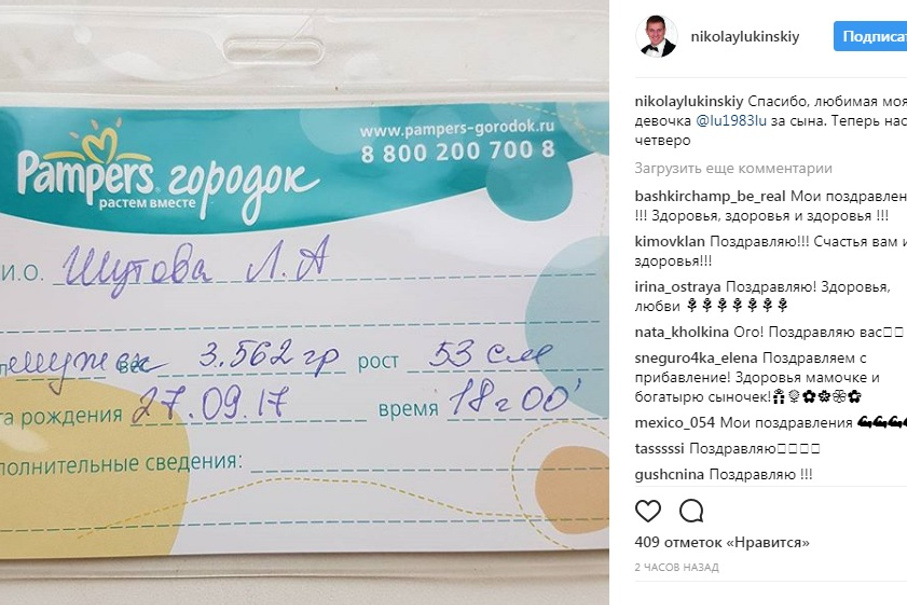 www.pampers-gorodok.ru
8 800 200 700 8
Pampers городок
растем вместе
И.О. Шутова Л.А
муж вес 3.562 гр рост 53 см
та рождения 27.09.17 время 18ч 00'
полнительные сведения:
nikolaylukinskiy
Подписат
nikolaylukinskiy Спасибо, любимая моя
девочка @lu1983lu за сына. Теперь нас
четверо
Загрузить еще комментарии
bashkirchamp_be_real Мои поздравлен
!!! Здоровья, здоровья и здоровья !!!
kimovklan Поздравляю!!! Счастья вам и
здоровья!!!
irina_ostraya Поздравляю! Здоровья,
любви
nata_kholkina Ого! Поздравляю вас
sneguro4ka_elena Поздравляем с
прибавление! Здоровья мамочке и
богатырю сыночек!
mexico_054 Мои поздравления
tasssssi Поздравляю
gushcnina Поздравляю !!!
409 отметок «Нравится»
2 ЧАСОВ НАЗАД